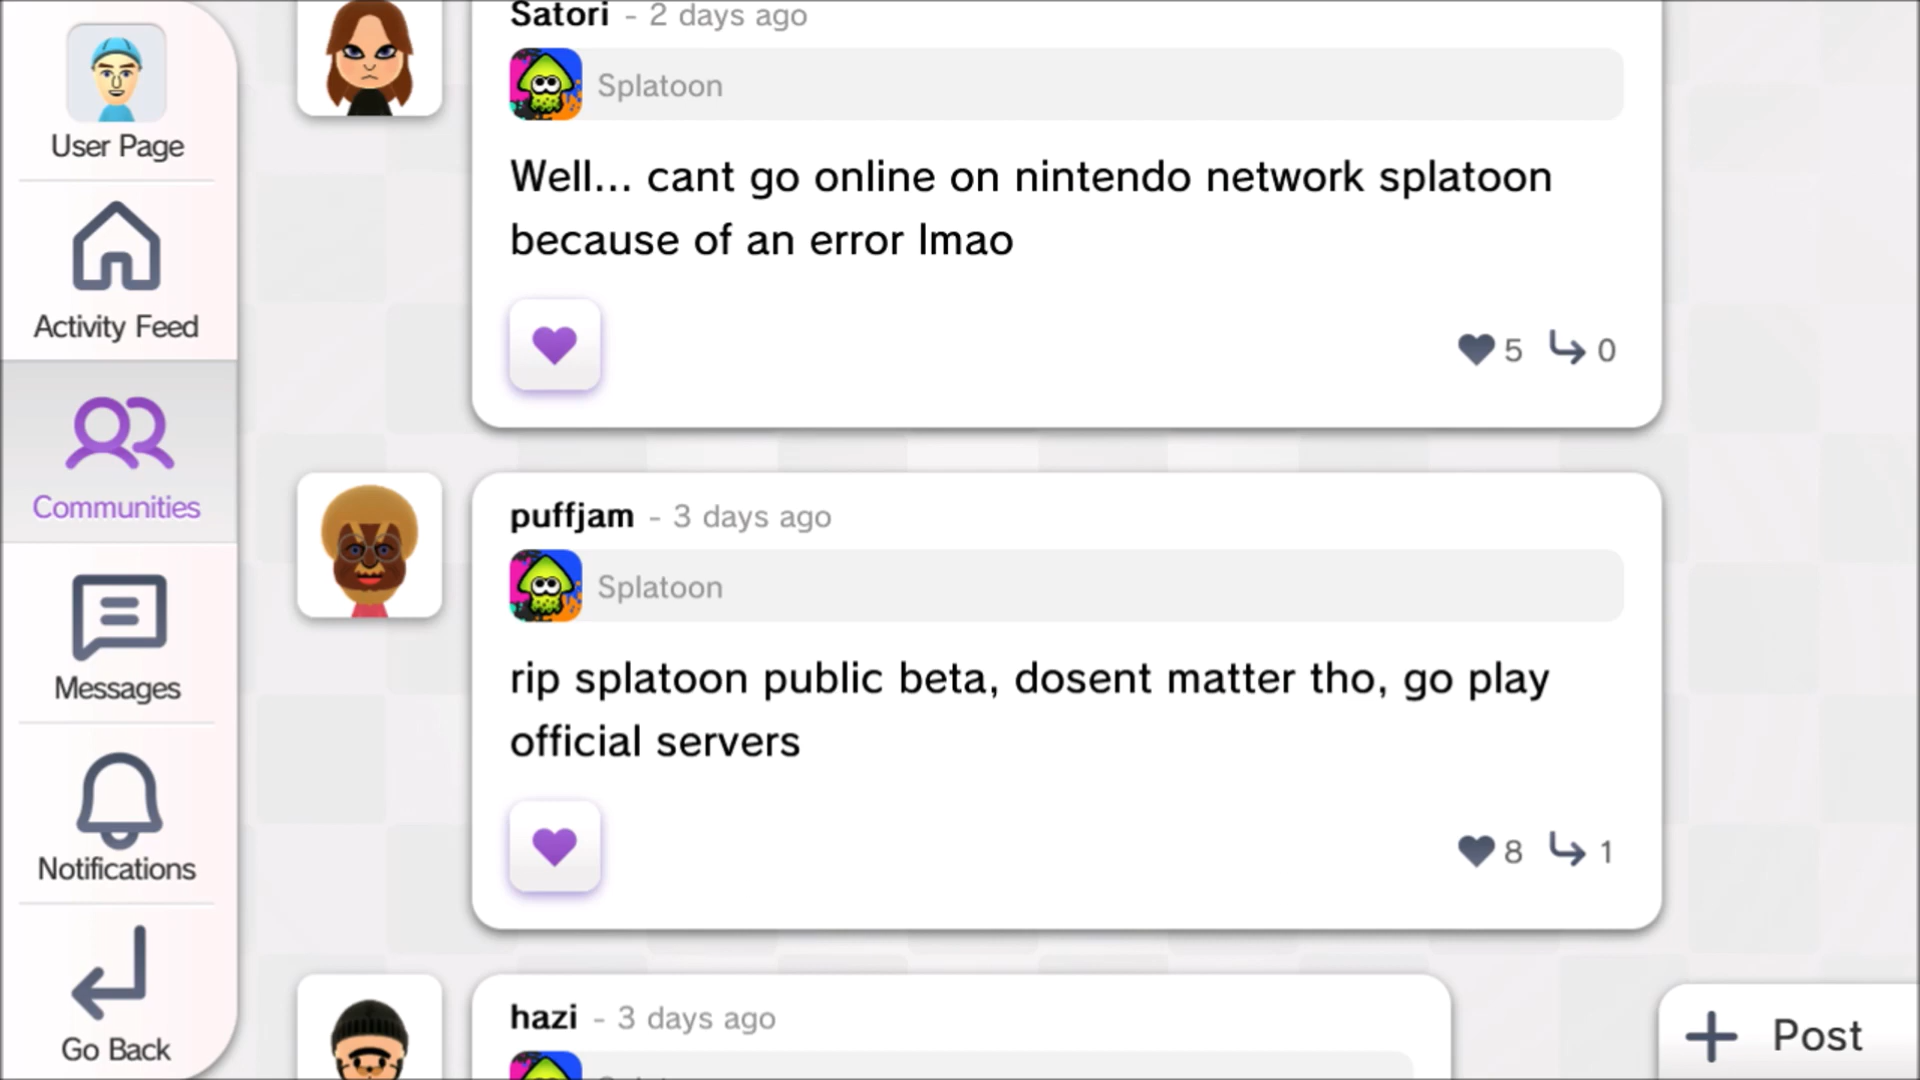 User Page
Activity Feed
Communities
Messages
Notifications
Go Back
Satori - 2 days ago
Splatoon
Well... cant go online on nintendo network splatoon
because of an error lmao
5 0
puffjam - 3 days ago
Splatoon
rip splatoon public beta, dosent matter tho, go play
official servers
8 1
hazi - 3 days ago
Post